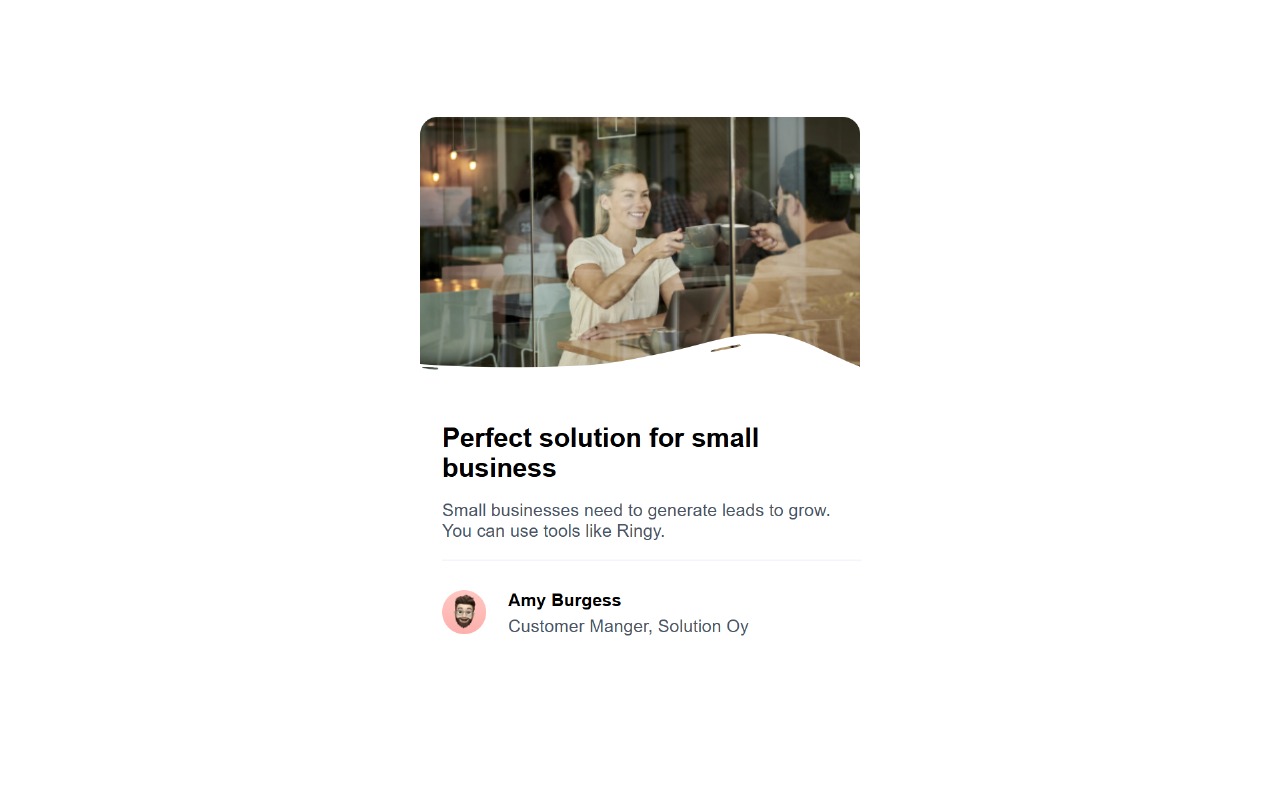 Perfect solution for small
business
Small businesses need to generate leads to grow.
You can use tools like Ringy.
Amy Burgess
Customer Manger, Solution Oy